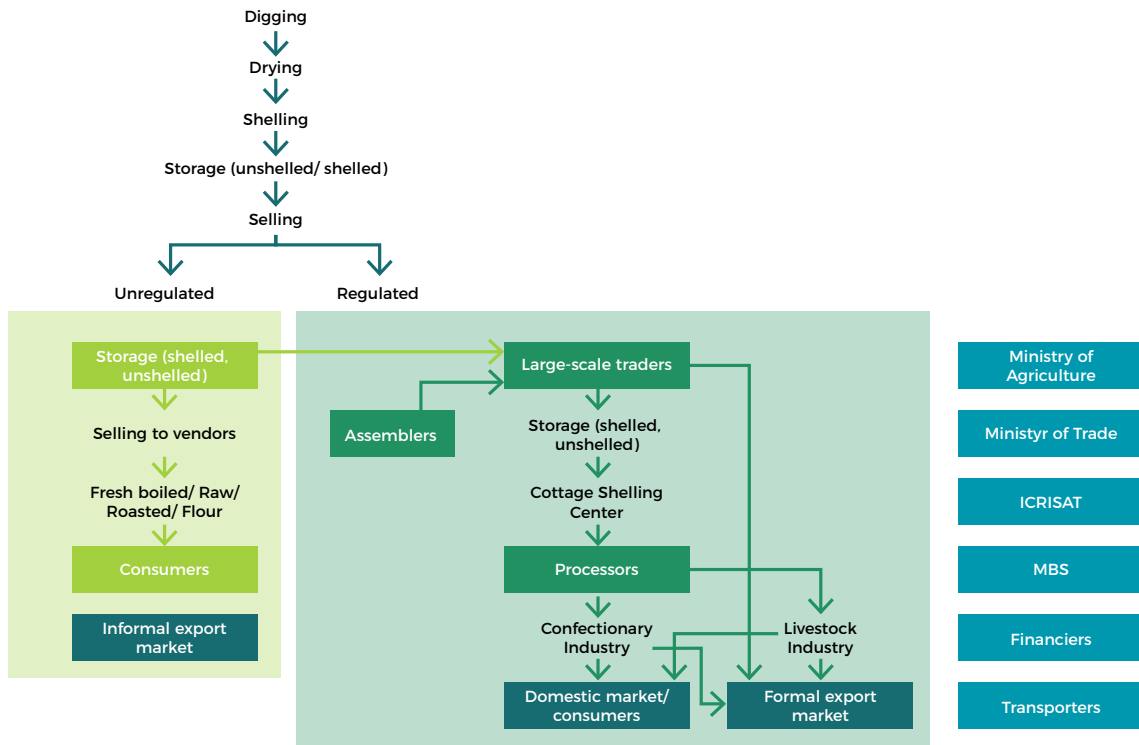 Digging
Drying
Shelling
Storage (unshelled/ shelled)
Selling
Unregulated
Regulated
Storage (shelled,
unshelled)
Selling to vendors
Fresh boiled/ Raw/
Roasted/ Flour
Consumers
Informal export
market
Assemblers
Large-scale traders
Storage (shelled,
unshelled)
Cottage Shelling
Center
Processors
Confectionary
Industry
Livestock
Industry
Domestic market/
consumers
Formal export
market
Ministry of
Agriculture
Ministyr of Trade
ICRISAT
MBS
Financiers
Transporters